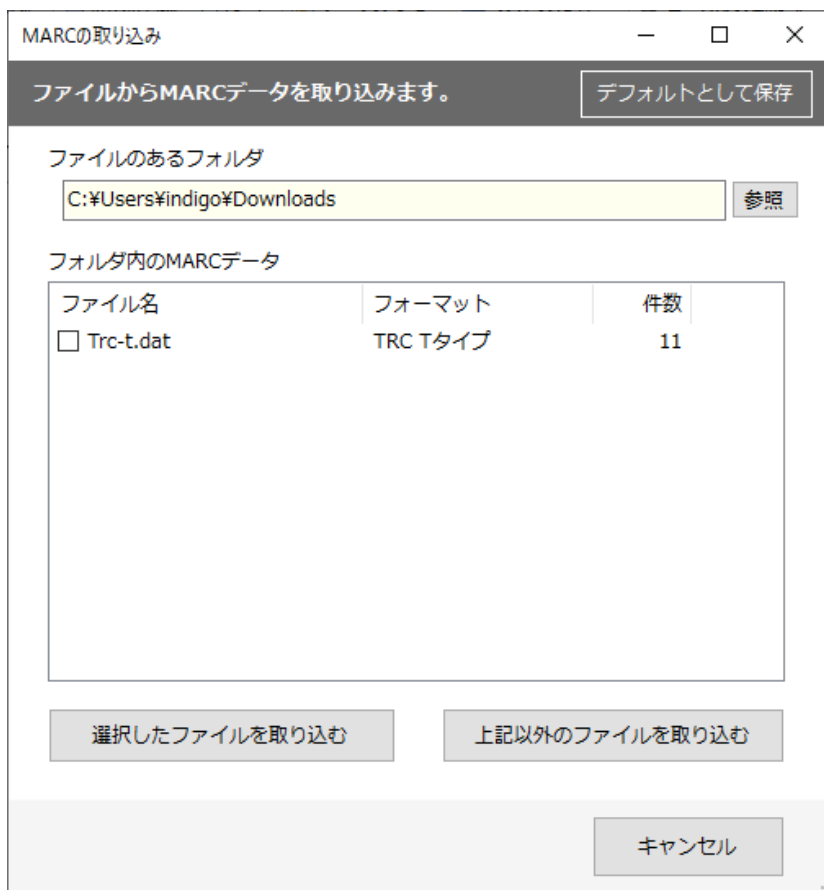 MARCの取り込み
ファイルからMARCデータを取り込みます。 デフォルトとして保存
ファイルのあるフォルダ
C:¥Users¥indigo¥Downloads 参照
フォルダ内のMARCデータ
ファイル名 フォーマット 件数
Trc-t.dat TRC Tタイプ 11
選択したファイルを取り込む 上記以外のファイルを取り込む
キャンセル